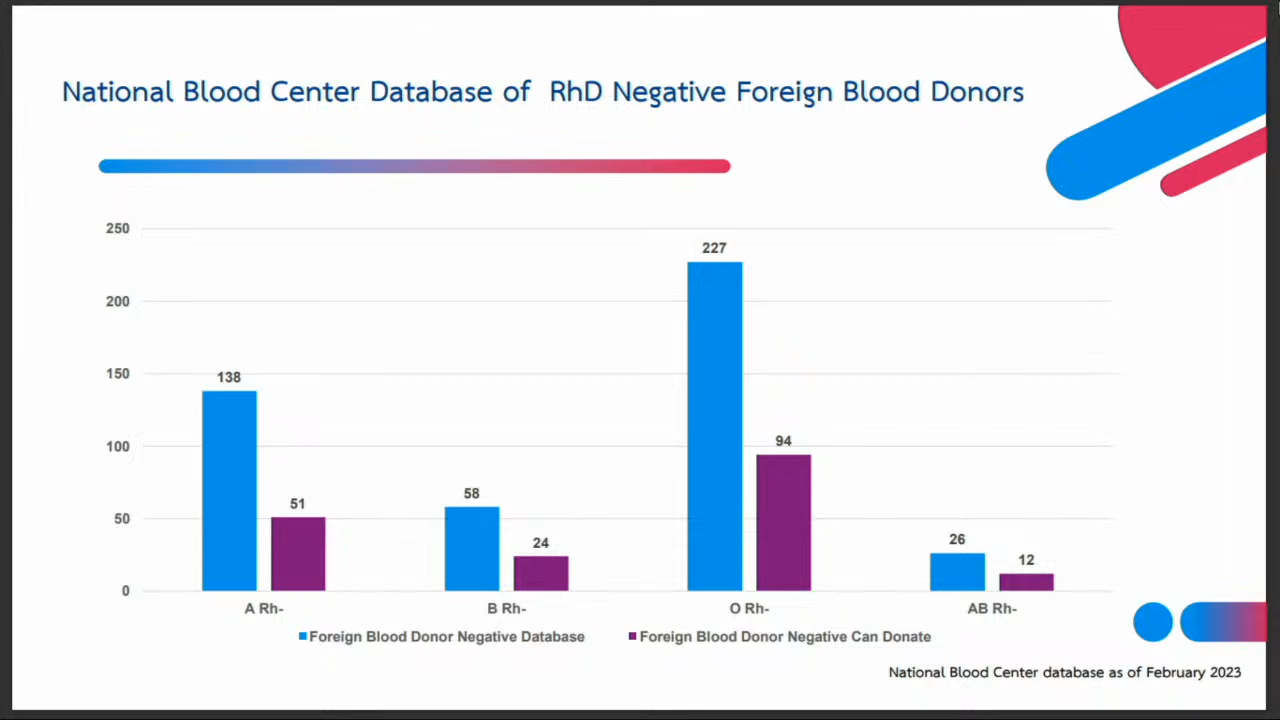 National Blood Center Database of RhD Negative Foreign Blood Donors
250
200
150
100
50
0
138
51
58
24
227
94
26
12
A Rh-
B Rh-
O Rh-
AB Rh-
Foreign Blood Donor Negative Database
Foreign Blood Donor Negative Can Donate
National Blood Center database as of February 2023